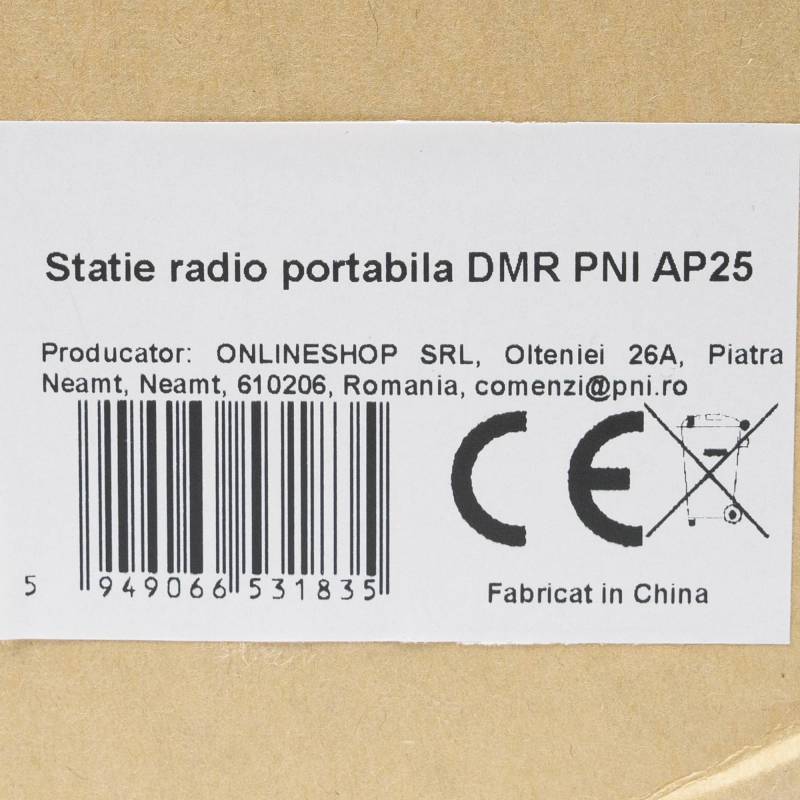 Statie radio portabila DMR PNI AP25
Producator: ONLINESHOP SRL, Olteniei 26A, Piatra
Neamt, Neamt, 610206, Romania, comenzi@pni.ro
CE
5 949066 531835
Fabricat in China